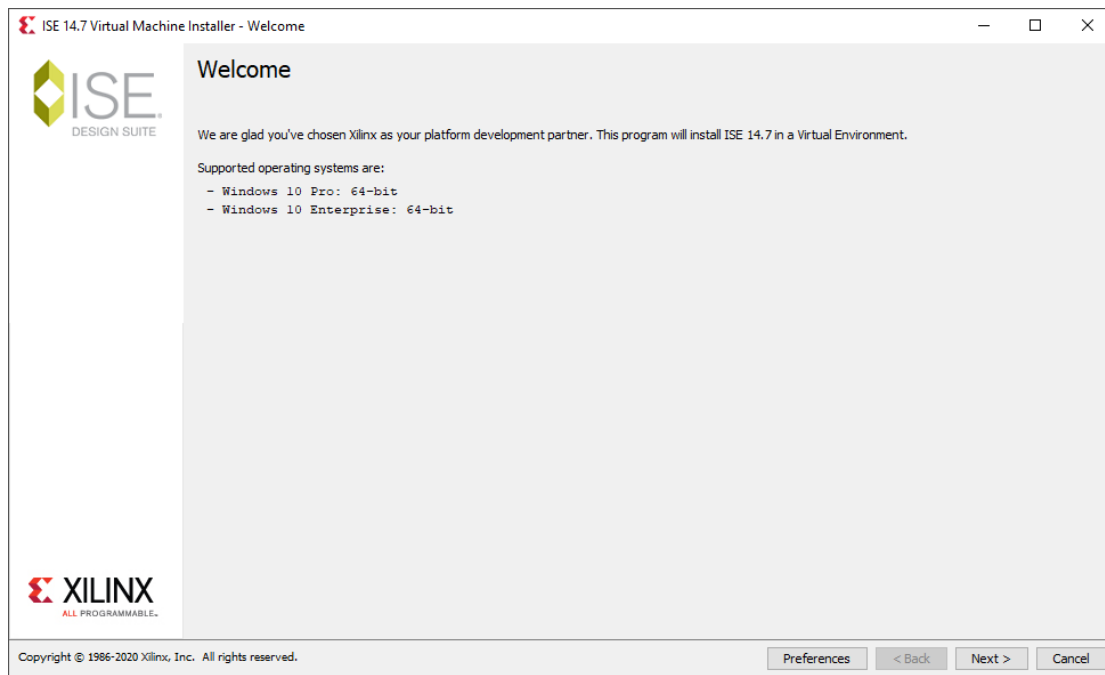 ISE 14.7 Virtual Machine Installer - Welcome
ISE®
DESIGN SUITE
Welcome
We are glad you've chosen Xilinx as your platform development partner. This program will install ISE 14.7 in a Virtual Environment.
Supported operating systems are:
- Windows 10 Pro: 64-bit
- Windows 10 Enterprise: 64-bit
XILINX
ALL PROGRAMMABLE™
Copyright © 1986-2020 Xilinx, Inc. All rights reserved.
Preferences < Back Next > Cancel